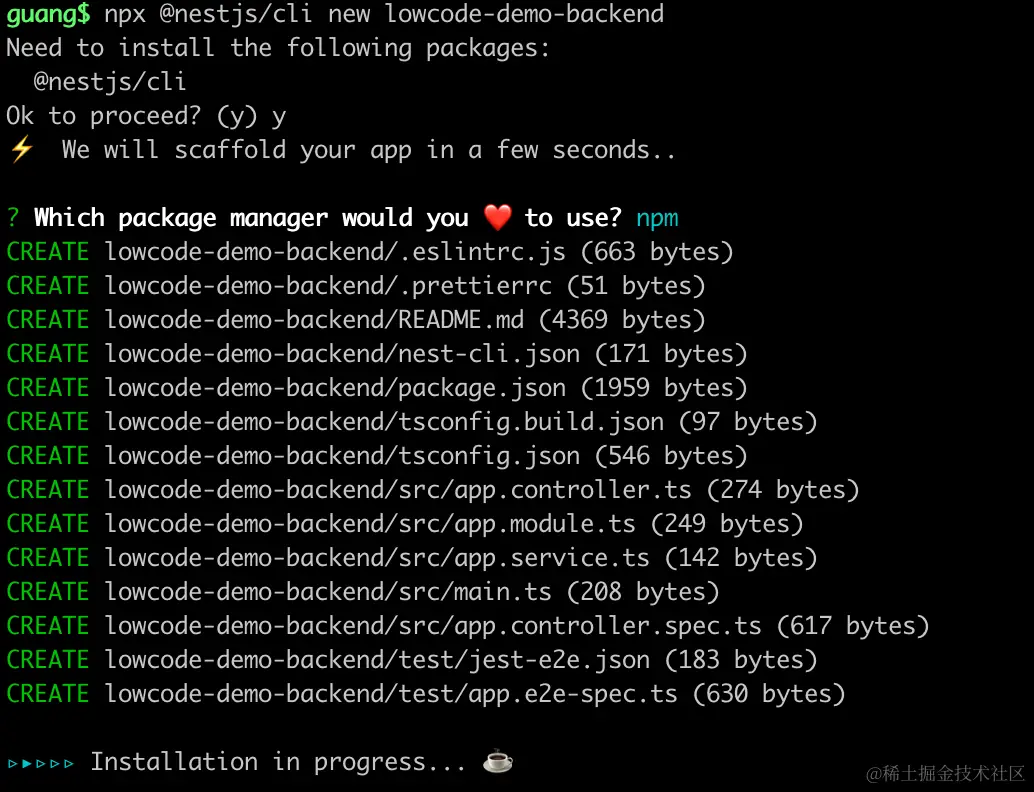 guang$ npx @nestjs/cli new lowcode-demo-backend
Need to install the following packages:
  @nestjs/cli
Ok to proceed? (y) y
⚡  We will scaffold your app in a few seconds..
? Which package manager would you ❤️ to use? npm
CREATE lowcode-demo-backend/.eslintrc.js (663 bytes)
CREATE lowcode-demo-backend/.prettierrc (51 bytes)
CREATE lowcode-demo-backend/README.md (4369 bytes)
CREATE lowcode-demo-backend/nest-cli.json (171 bytes)
CREATE lowcode-demo-backend/package.json (1959 bytes)
CREATE lowcode-demo-backend/tsconfig.build.json (97 bytes)
CREATE lowcode-demo-backend/tsconfig.json (546 bytes)
CREATE lowcode-demo-backend/src/app.controller.ts (274 bytes)
CREATE lowcode-demo-backend/src/app.module.ts (249 bytes)
CREATE lowcode-demo-backend/src/app.service.ts (142 bytes)
CREATE lowcode-demo-backend/src/main.ts (208 bytes)
CREATE lowcode-demo-backend/src/app.controller.spec.ts (617 bytes)
CREATE lowcode-demo-backend/test/jest-e2e.json (183 bytes)
CREATE lowcode-demo-backend/test/app.e2e-spec.ts (630 bytes)
▹▸▹▹▹ Installation in progress... ☕
@稀土掘金技术社区